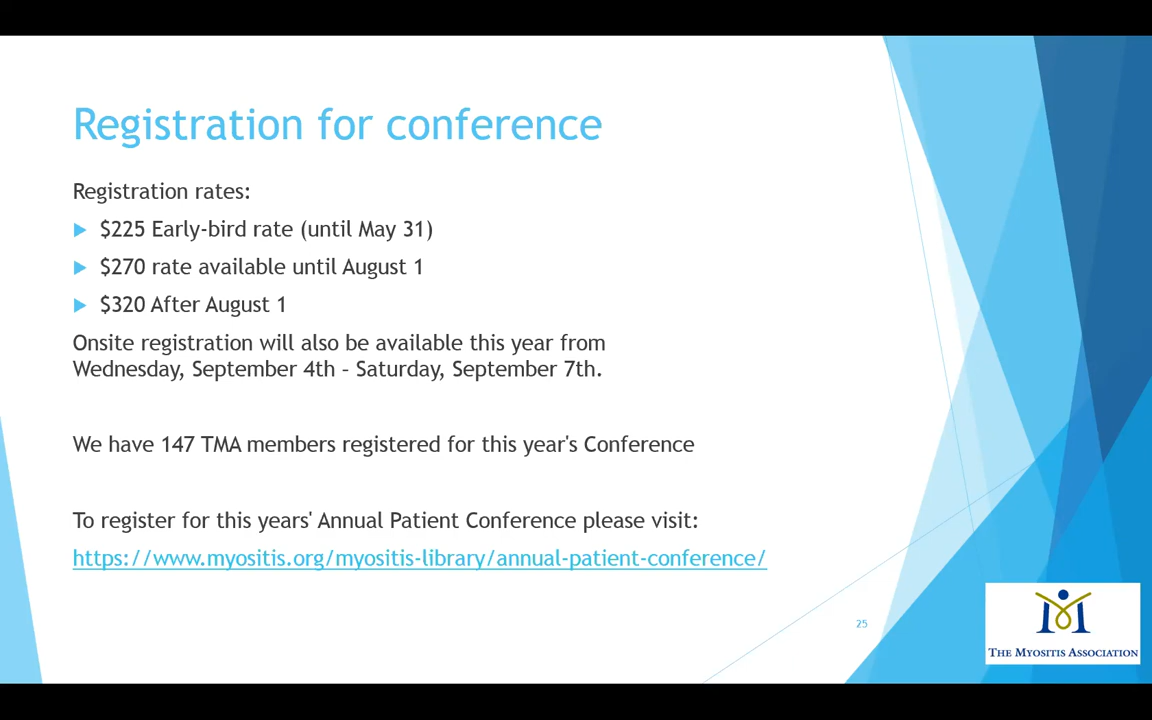 Registration for conference
Registration rates:
$225 Early-bird rate (until May 31)
$270 rate available until August 1
$320 After August 1
Onsite registration will also be available this year from
Wednesday, September 4th – Saturday, September 7th.
We have 147 TMA members registered for this year's Conference
To register for this years' Annual Patient Conference please visit:
https://www.myositis.org/myositis-library/annual-patient-conference/
25
THE MYOSITIS ASSOCIATION